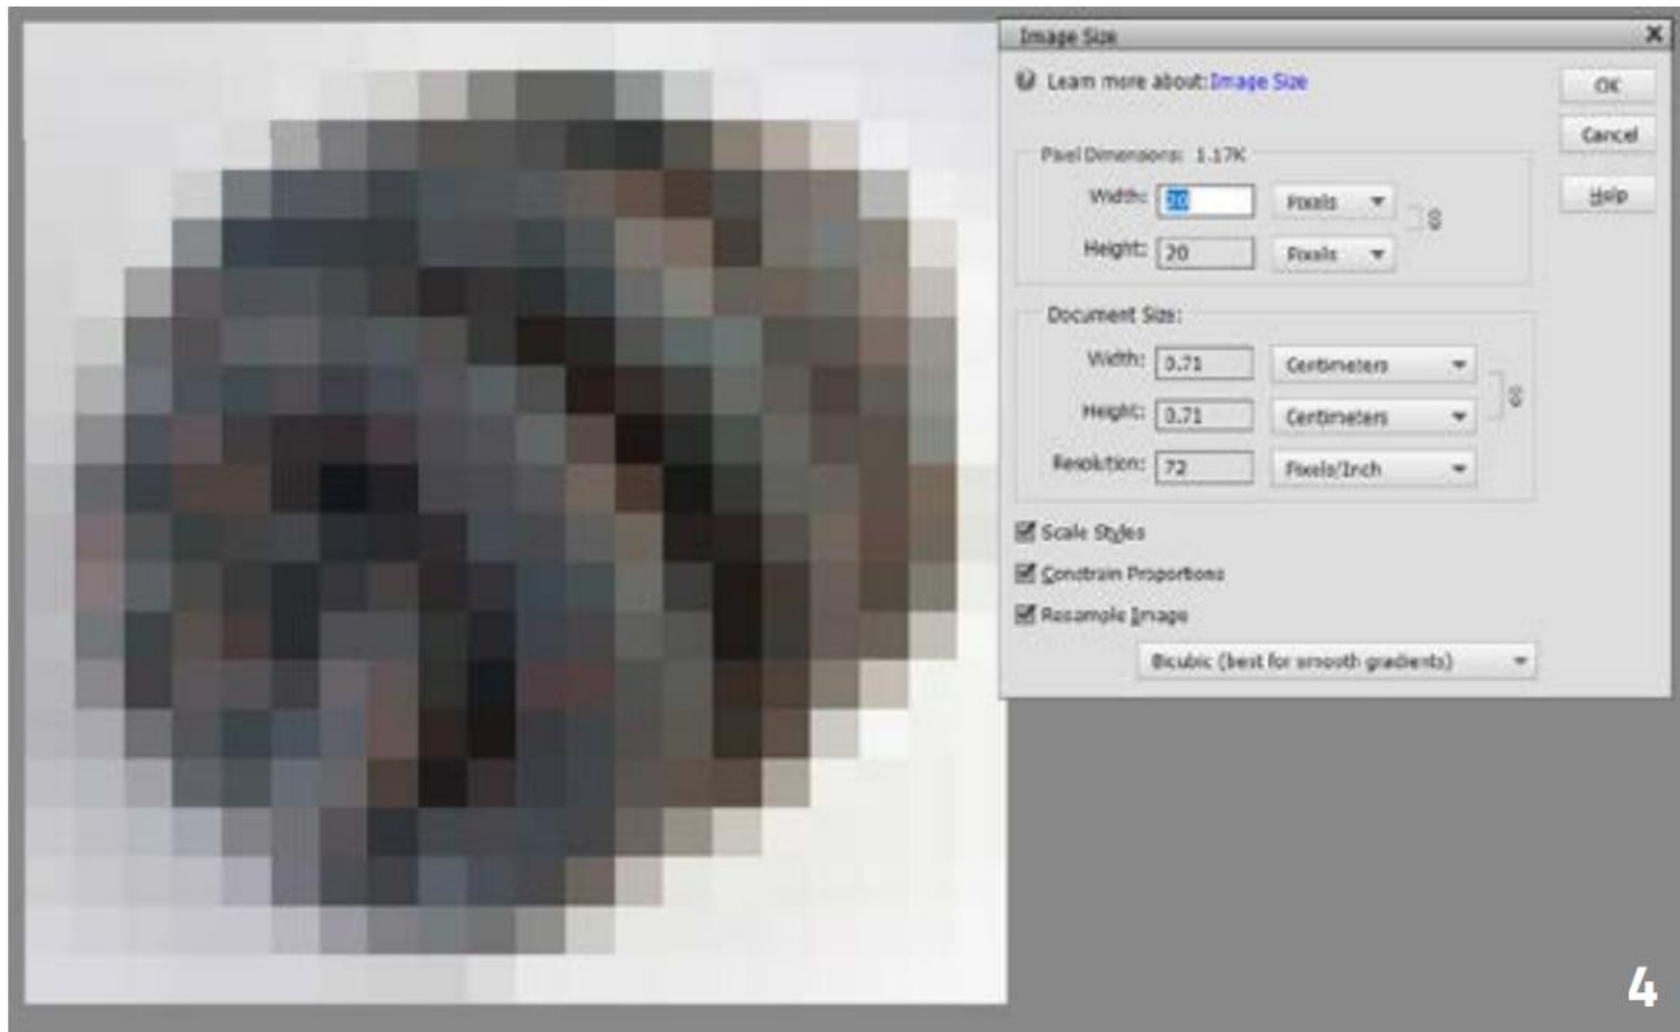 Image Size
Learn more about: Image Size
OK
Cancel
Help
Pixel Dimensions: 1.17K
Width: 20 Pixels
Height: 20 Pixels
Document Size:
Width: 0.71 Centimeters
Height: 0.71 Centimeters
Resolution: 72 Pixels/Inch
Scale Styles
Constrain Proportions
Resample Image
Bicubic (best for smooth gradients)
4